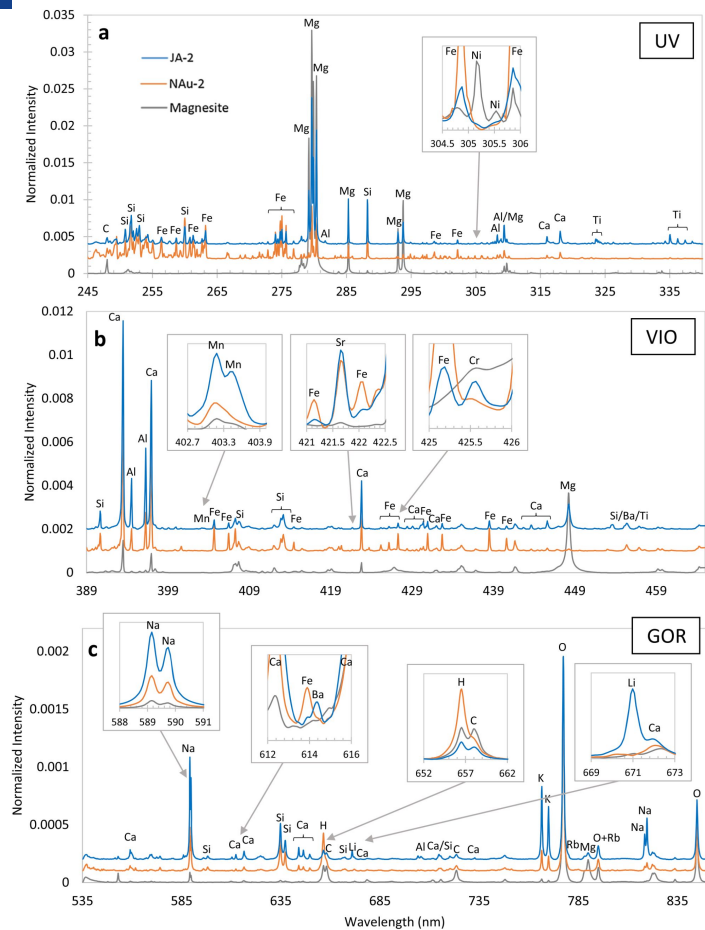 a
UV
JA-2
NAu-2
Magnesite
Normalized Intensity
0.035
0.03
0.025
0.02
0.015
0.01
0.005
0
245 255 265 275 285 295 305 315 325 335
C Si Si Si Fe Fe Si Fe Fe Fe Mg Mg Mg Al Mg Si Mg Mg Fe Fe Al Al/Mg Ca Ca Ti Ti
Fe Ni Ni Fe
304.5 305 305.5 306
b
VIO
Normalized Intensity
0.012
0.01
0.008
0.006
0.004
0.002
0
389 399 409 419 429 439 449 459
Si Ca Al Al Ca Mn Fe Fe Si Si Fe Ca Fe Ca Fe Ca Fe Fe Fe Ca Mg Si/Ba/Ti
Mn Mn
402.7 403.3 403.9
Fe Sr Fe
421 421.5 422 422.5
Fe Cr
425 425.5 426
c
GOR
Normalized Intensity
0.002
0.0015
0.001
0.0005
0
535 585 635 685 735 785 835
Ca Na Si Ca Ca Si Si Ca H C Si Li Ca Al Ca/Si C Ca K K O Rb Mg O+Rb Na Na O
Na Na
588 589 590 591
Ca Fe Ba Ca
612 614 616
H C
652 657 662
Li Ca
669 671 673
Wavelength (nm)